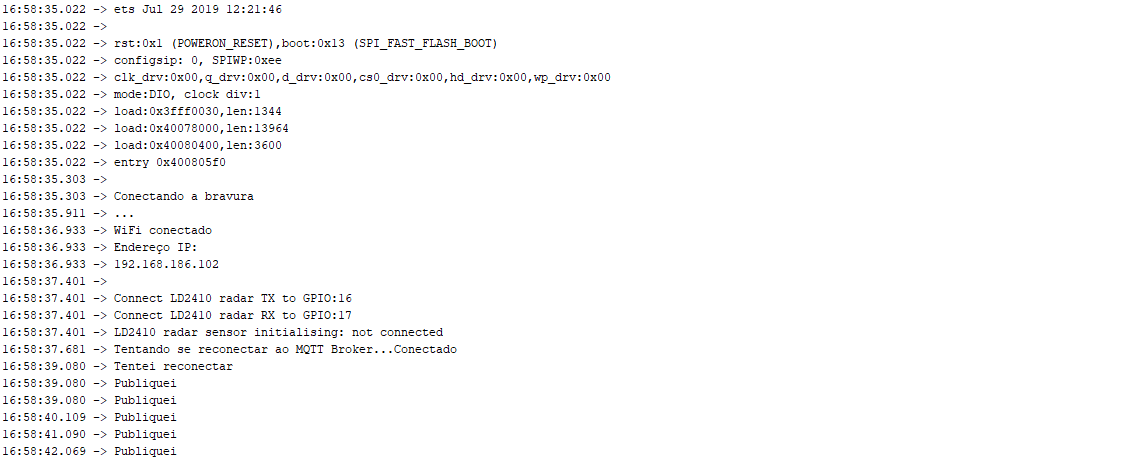 16:58:35.022 -> ets Jul 29 2019 12:21:46
16:58:35.022 ->
16:58:35.022 -> rst:0x1 (POWERON_RESET),boot:0x13 (SPI_FAST_FLASH_BOOT)
16:58:35.022 -> configsip: 0, SPIWP:0xee
16:58:35.022 -> clk_drv:0x00,q_drv:0x00,d_drv:0x00,cs0_drv:0x00,hd_drv:0x00,wp_drv:0x00
16:58:35.022 -> mode:DIO, clock div:1
16:58:35.022 -> load:0x3fff0030,len:1344
16:58:35.022 -> load:0x40078000,len:13964
16:58:35.022 -> load:0x40080400,len:3600
16:58:35.022 -> entry 0x400805f0
16:58:35.303 ->
16:58:35.303 -> Conectando a bravura
16:58:35.911 -> ...
16:58:36.933 -> WiFi conectado
16:58:36.933 -> Endereço IP:
16:58:36.933 -> 192.168.186.102
16:58:37.401 ->
16:58:37.401 -> Connect LD2410 radar TX to GPIO:16
16:58:37.401 -> Connect LD2410 radar RX to GPIO:17
16:58:37.401 -> LD2410 radar sensor initialising: not connected
16:58:37.681 -> Tentando se reconectar ao MQTT Broker...Conectado
16:58:39.080 -> Tentei reconectar
16:58:39.080 -> Publiquei
16:58:39.080 -> Publiquei
16:58:40.109 -> Publiquei
16:58:41.090 -> Publiquei
16:58:42.069 -> Publiquei